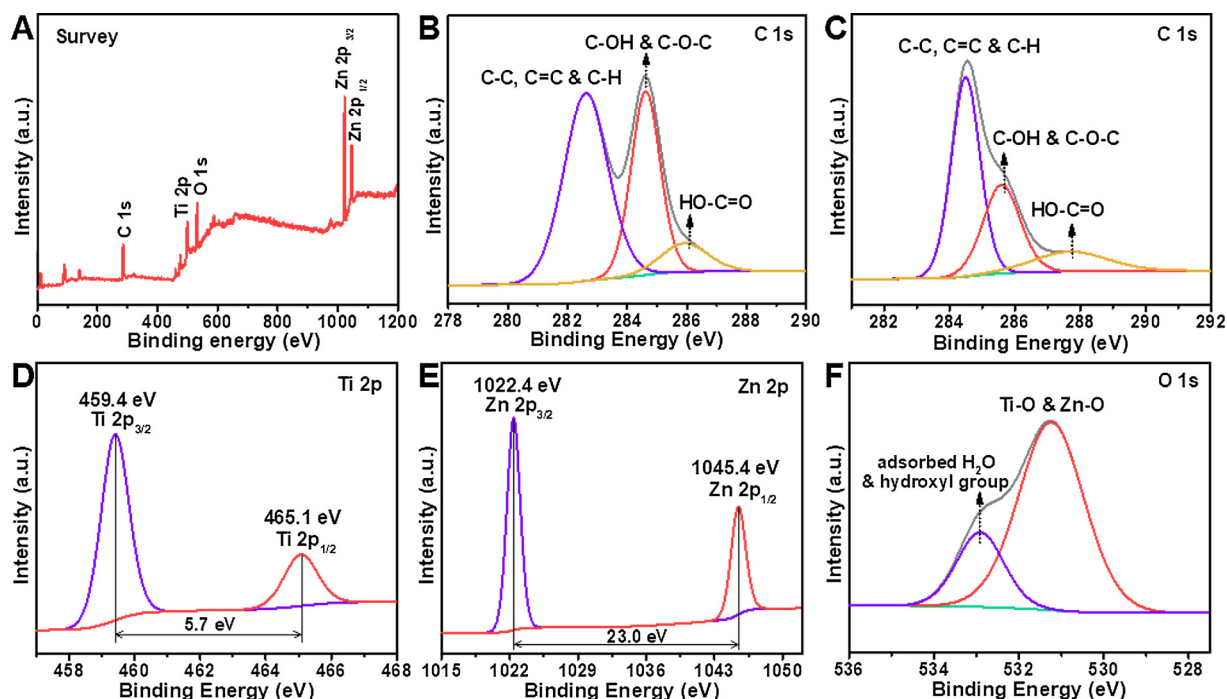 A
Survey
Zn 2p3/2
Zn 2p1/2
O 1s
Ti 2p
C 1s
Intensity (a.u.)
0 200 400 600 800 1000 1200
Binding energy (eV)
B
C 1s
C-OH & C-O-C
C-C, C=C & C-H
HO-C=O
Intensity (a.u.)
278 280 282 284 286 288 290
Binding Energy (eV)
C
C 1s
C-C, C=C & C-H
C-OH & C-O-C
HO-C=O
Intensity (a.u.)
282 284 286 288 290 292
Binding Energy (eV)
D
Ti 2p
459.4 eV
Ti 2p3/2
465.1 eV
Ti 2p1/2
5.7 eV
Intensity (a.u.)
458 460 462 464 466 468
Binding Energy (eV)
E
Zn 2p
1022.4 eV
Zn 2p3/2
1045.4 eV
Zn 2p1/2
23.0 eV
Intensity (a.u.)
1015 1022 1029 1036 1043 1050
Binding Energy (eV)
F
O 1s
Ti-O & Zn-O
adsorbed H2O
& hydroxyl group
Intensity (a.u.)
536 534 532 530 528
Binding Energy (eV)